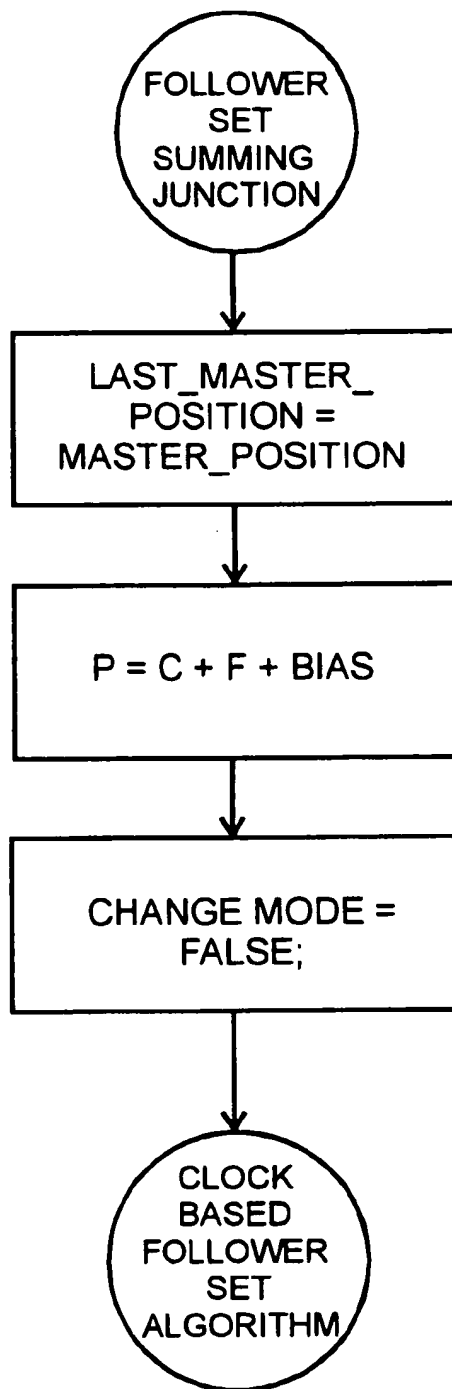 FOLLOWER
SET
SUMMING
JUNCTION
LAST_MASTER_
POSITION =
MASTER_POSITION
P = C + F + BIAS
CHANGE MODE =
FALSE;
CLOCK
BASED
FOLLOWER
SET
ALGORITHM